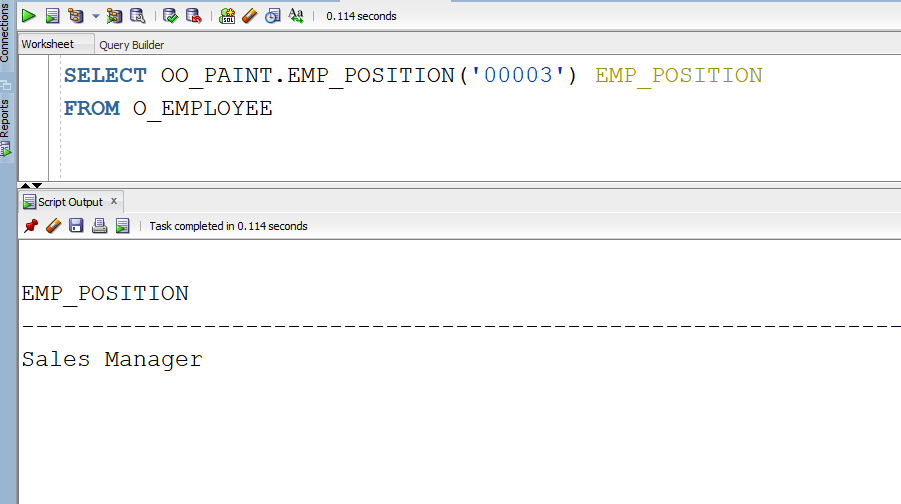 Connections
Reports
0.114 seconds
Worksheet Query Builder
SELECT OO_PAINT.EMP_POSITION('00003') EMP_POSITION
FROM O_EMPLOYEE
Script Output x
Task completed in 0.114 seconds
EMP_POSITION
---------------------------------------------------------------
Sales Manager